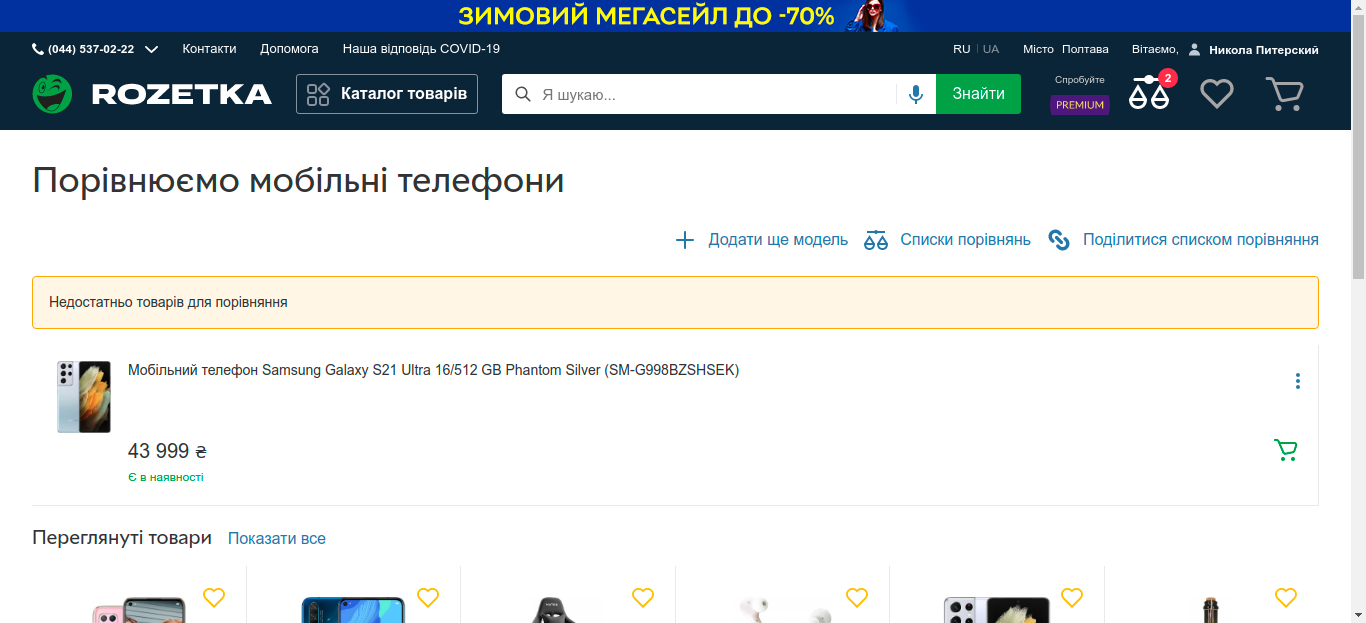 ЗИМОВИЙ МЕГАСЕЙЛ ДО -70%
(044) 537-02-22 Контакти Допомога Наша відповідь COVID-19 RU UA Місто Полтава Вітаємо, Никола Питерский
ROZETKA Каталог товарів Я шукаю... Знайти Спробуйте PREMIUM 2
Порівнюємо мобільні телефони
Додати ще модель Списки порівнянь Поділитися списком порівняння
Недостатньо товарів для порівняння
Мобільний телефон Samsung Galaxy S21 Ultra 16/512 GB Phantom Silver (SM-G998BZSHSEK)
43 999 ₴
Є в наявності
Переглянуті товари Показати все